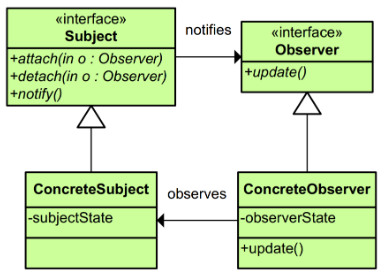 «interface»
Subject
+attach(in o : Observer)
+detach(in o : Observer)
+notify()
notifies
«interface»
Observer
+update()
ConcreteSubject
-subjectState
observes
ConcreteObserver
-observerState
+update()